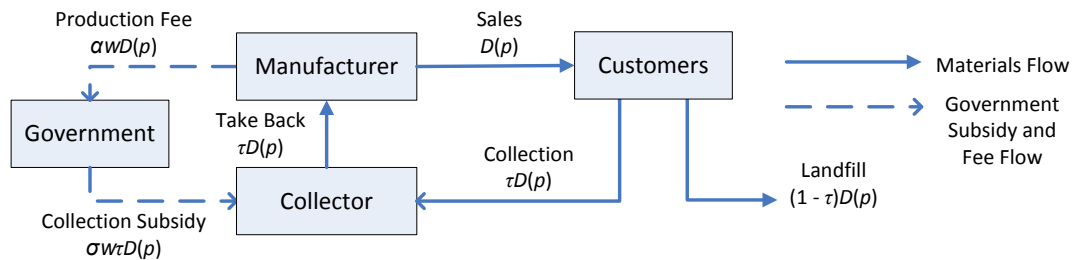 Production Fee
αwD(p)
Sales
D(p)
Manufacturer
Customers
Materials Flow
Government
Subsidy and
Fee Flow
Government
Take Back
τD(p)
Collection
τD(p)
Collector
Landfill
(1 - τ)D(p)
Collection Subsidy
σwτD(p)